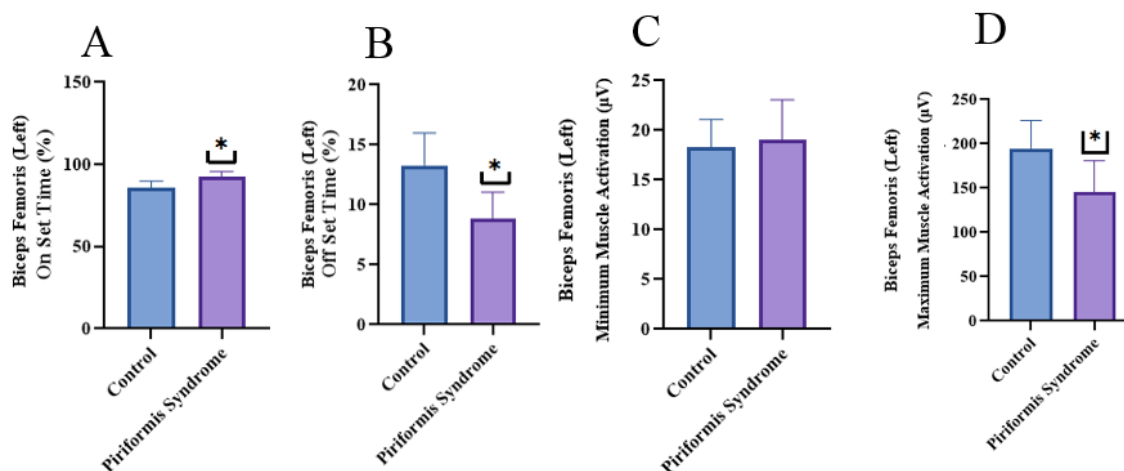 A
Biceps Femoris (Left)
On Set Time (%)
150
100
50
0
*
Control
Piriformis Syndrome
B
Biceps Femoris (Left)
Off Set Time (%)
20
15
10
5
0
*
Control
Piriformis Syndrome
C
Biceps Femoris (Left)
Minimum Muscle Activation (µV)
25
20
15
10
5
0
Control
Piriformis Syndrome
D
Biceps Femoris (Left)
Maximum Muscle Activation (µV)
250
200
150
100
50
0
*
Control
Piriformis Syndrome